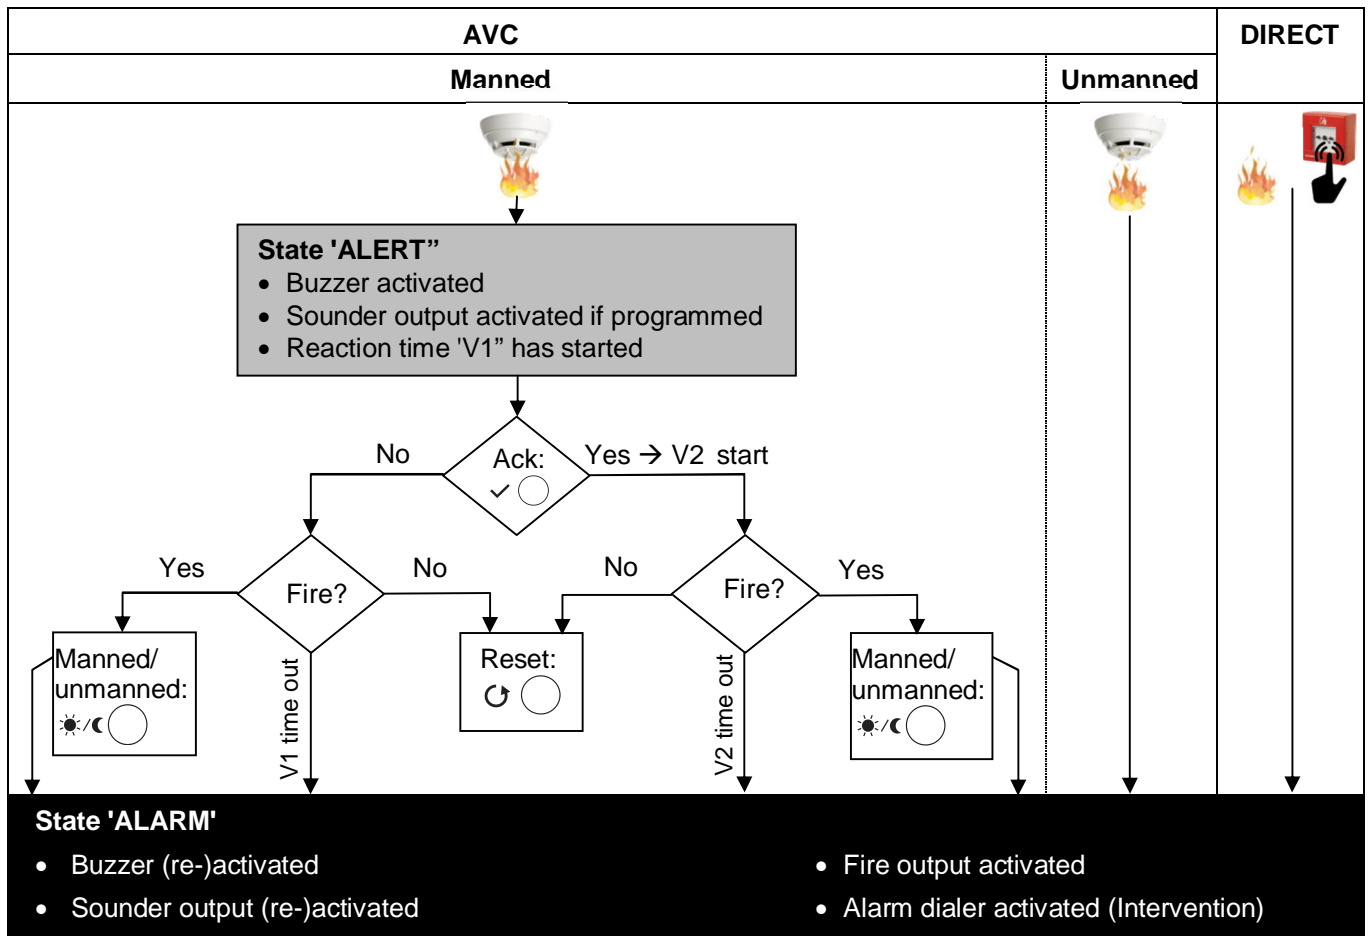 AVC
DIRECT
Manned
Unmanned
State 'ALERT”
• Buzzer activated
• Sounder output activated if programmed
• Reaction time 'V1” has started
No
Ack:
Yes → V2 start
Yes
Fire?
No
No
Fire?
Yes
Manned/
unmanned:
V1 time out
Reset:
V2 time out
Manned/
unmanned:
State 'ALARM'
• Buzzer (re-)activated
• Fire output activated
• Sounder output (re-)activated
• Alarm dialer activated (Intervention)